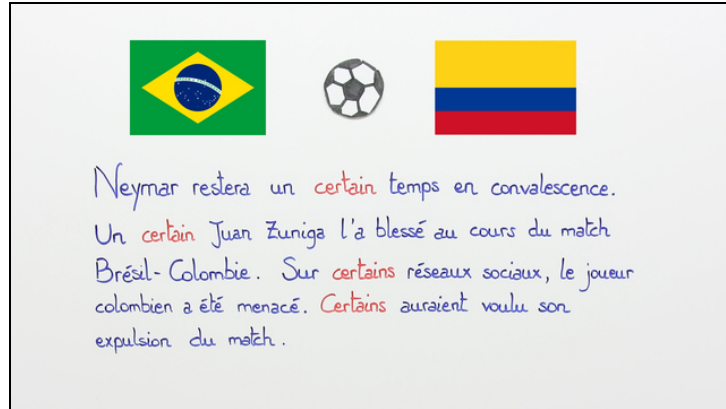 Neymar restera un certain temps en convalescence.
Un certain Juan Zuniga l'a blessé au cours du match
Brésil-Colombie. Sur certains réseaux sociaux, le joueur
colombien a été menacé. Certains auraient voulu son
expulsion du match.